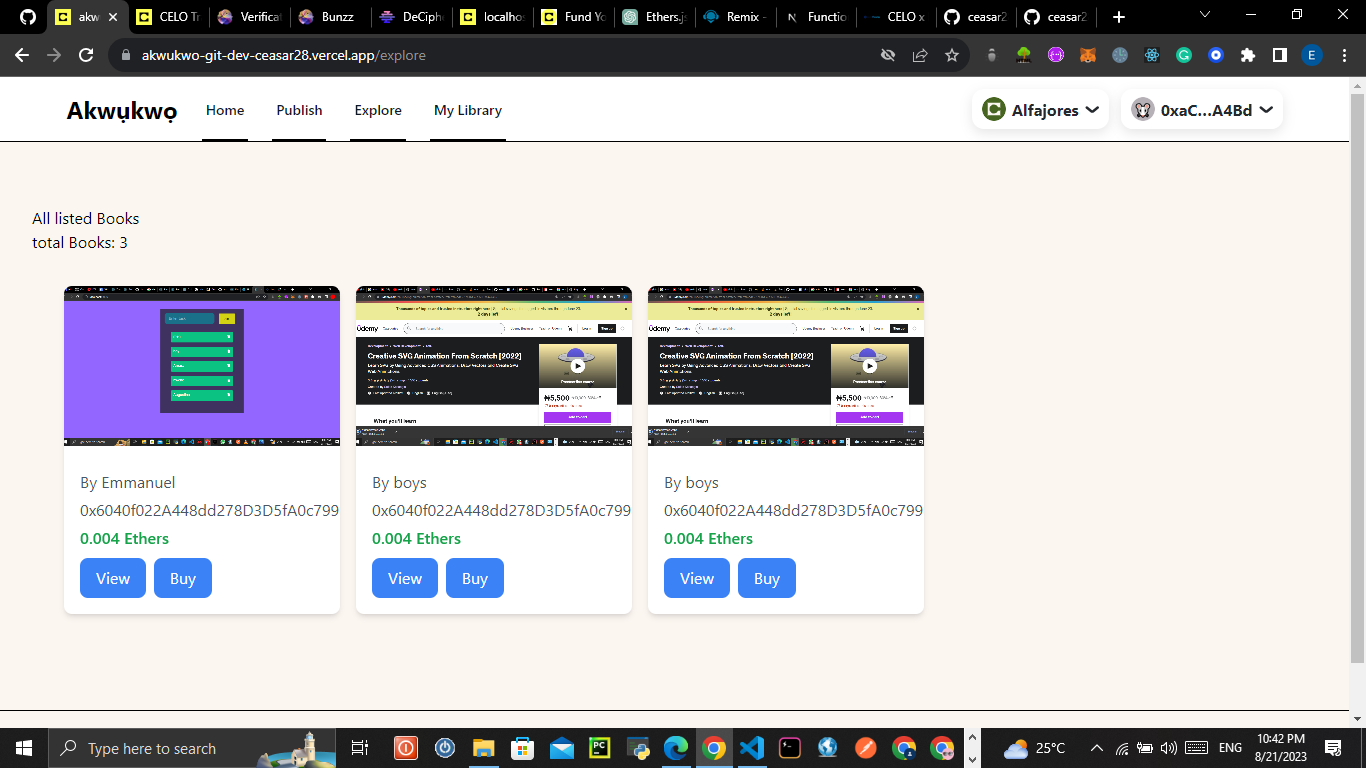 akw
CELO Tr
Verificat
Bunzz
DeCiphe
localhos
Fund Yo
Ethers.js
Remix -
Functio
CELO x
ceasar2
ceasar2
akwukwo-git-dev-ceasar28.vercel.app/explore
E
Akwụkwọ
Home
Publish
Explore
My Library
Alfajores
0xaC...A4Bd
All listed Books
total Books: 3
Augustine
ûdemy
Creative SVG Animation From Scratch [2022]
₦5,500
What you'll learn
ûdemy
Creative SVG Animation From Scratch [2022]
₦5,500
What you'll learn
By Emmanuel
By boys
By boys
0x6040f022A448dd278D3D5fA0c799
0x6040f022A448dd278D3D5fA0c799
0x6040f022A448dd278D3D5fA0c799
0.004 Ethers
0.004 Ethers
0.004 Ethers
View
Buy
View
Buy
View
Buy
Type here to search
PC
25°C
ENG
10:42 PM
8/21/2023